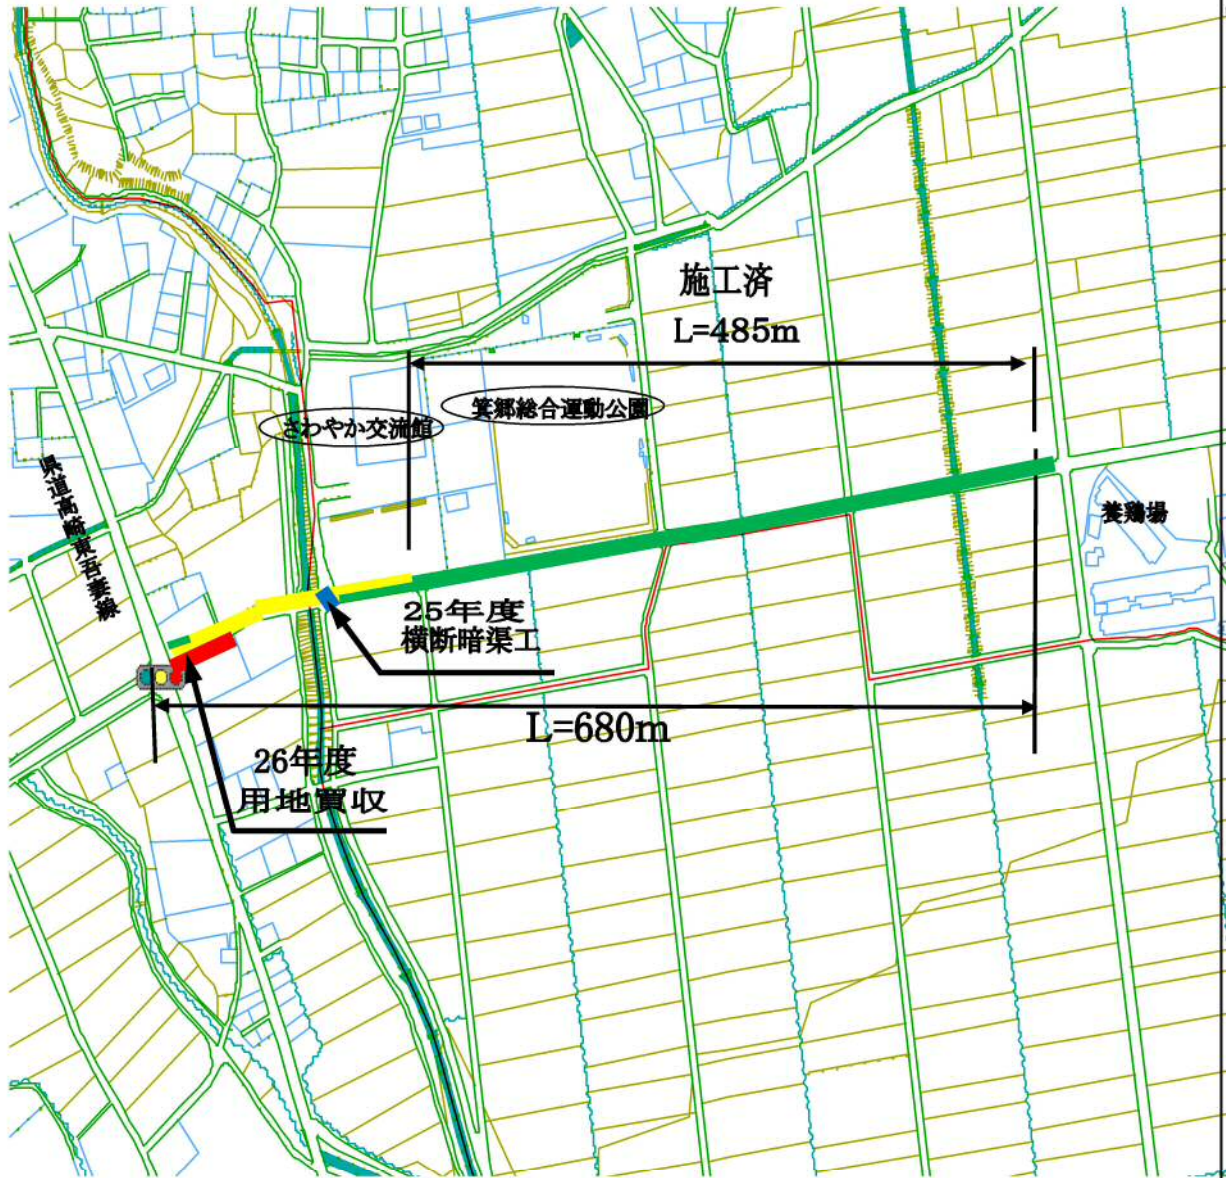 施工済
L=485m
箕郷総合運動公園
さわやか交流館
県道高崎東吾妻線
養鶏場
25年度
横断暗渠工
L=680m
26年度
用地買収